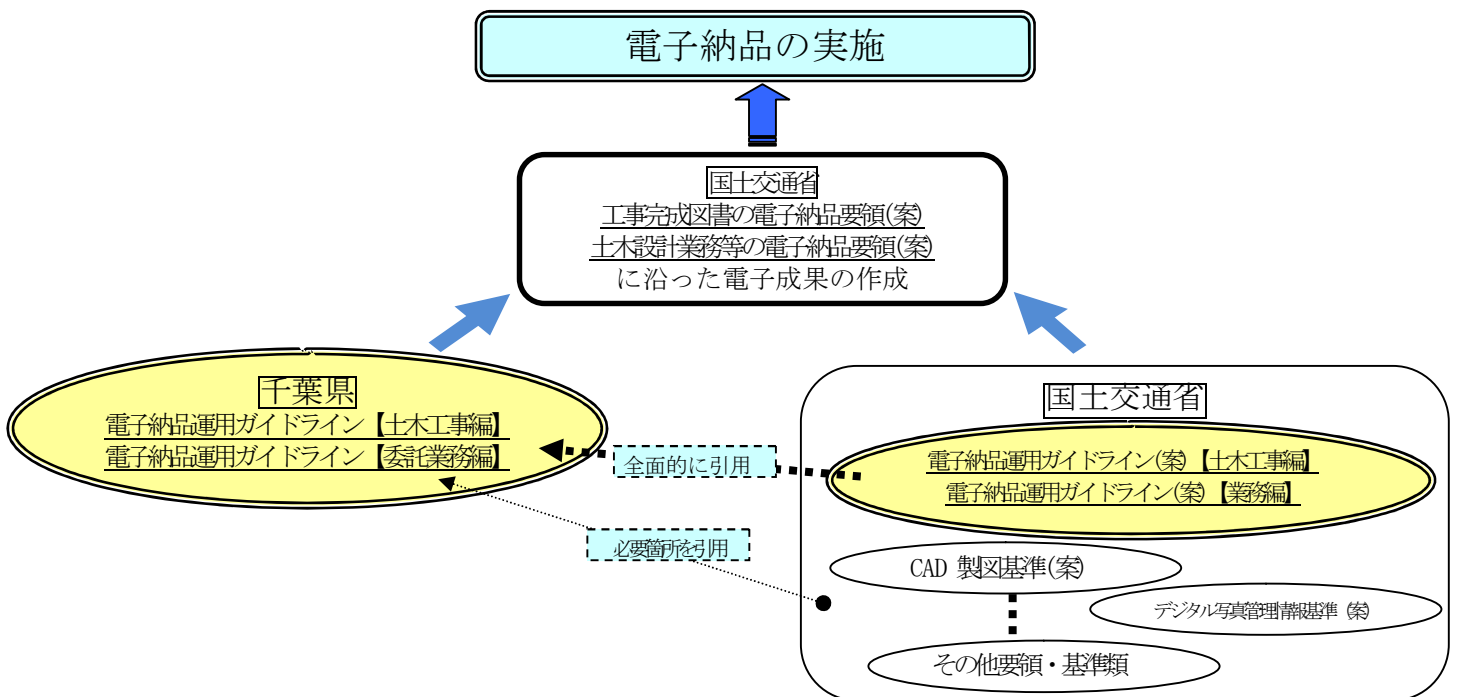 電子納品の実施
国土交通省
工事完成図書の電子納品要領(案)
土木設計業務等の電子納品要領(案)
に沿った電子成果の作成
千葉県
電子納品運用ガイドライン【土木工事編】
電子納品運用ガイドライン【委託業務編】
全面的に引用
必要箇所を引用
国土交通省
電子納品運用ガイドライン(案)【土木工事編】
電子納品運用ガイドライン(案)【業務編】
CAD 製図基準(案)
デジタル写真管理情報基準(案)
その他要領・基準類